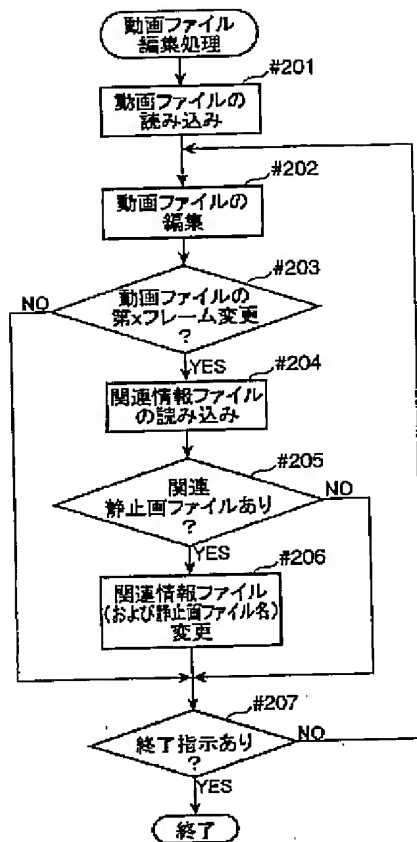 動画ファイル
編集処理
#201
動画ファイルの
読み込み
#202
動画ファイルの
編集
#203
動画ファイルの
第xフレーム変更
?
NO
YES
#204
関連情報ファイル
の読み込み
#205
関連
静止画ファイルあり
?
NO
YES
#206
関連情報ファイル
(および静止画ファイル名)
変更
#207
終了指示あり
?
NO
YES
終了